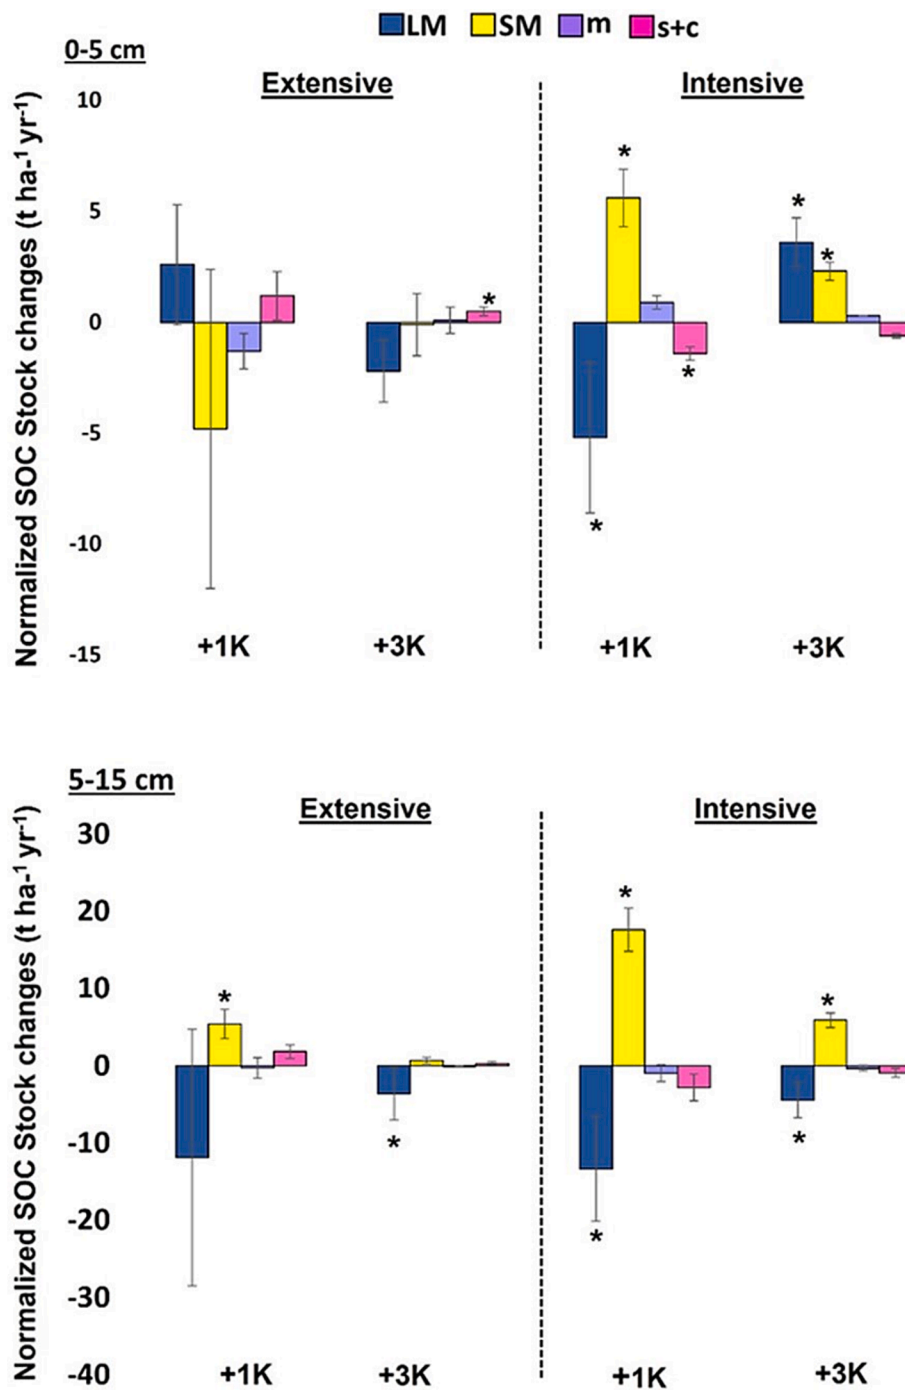 LM SM m s+c
0-5 cm
Extensive Intensive
Normalized SOC Stock changes (t ha-¹ yr-¹)
10
5
0
-5
-10
-15
* * * * * *
+1K +3K +1K +3K
5-15 cm
Extensive Intensive
Normalized SOC Stock changes (t ha-¹ yr-¹)
30
20
10
0
-10
-20
-30
-40
* * * * * *
+1K +3K +1K +3K